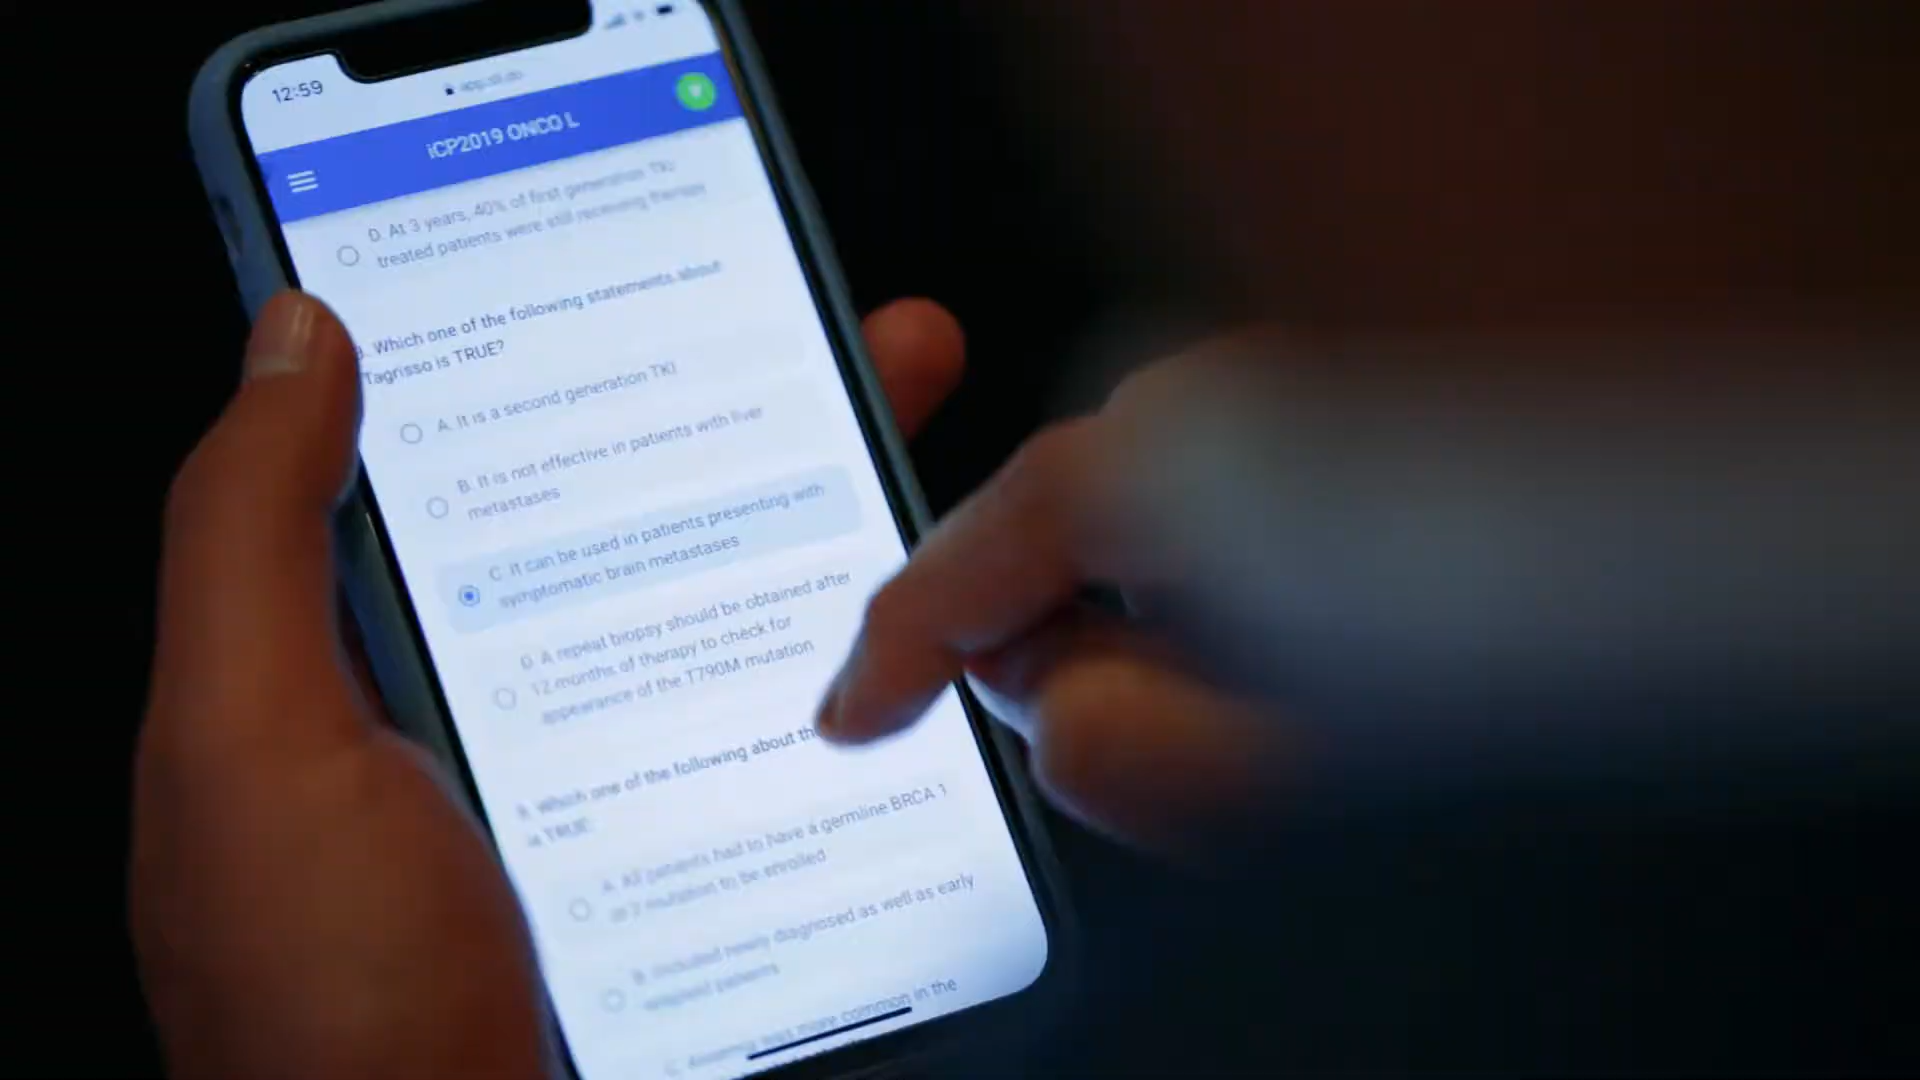 12:59
iCP2019 ONCO L
D. At 3 years, 40% of first generation TKI
treated patients were still receiving therapy
Which one of the following statements about
Tagrisso is TRUE?
A. It is a second generation TKI
B. It is not effective in patients with liver
metastases
C. It can be used in patients presenting with
symptomatic brain metastases
D. A repeat biopsy should be obtained after
12 months of therapy to check for
appearance of the T790M mutation
Which one of the following about
is TRUE:
A. All patients had to have a germline BRCA 1
or 2 mutation to be enrolled
B. Included newly diagnosed as well as early
relapsed patients
C. was more common in the